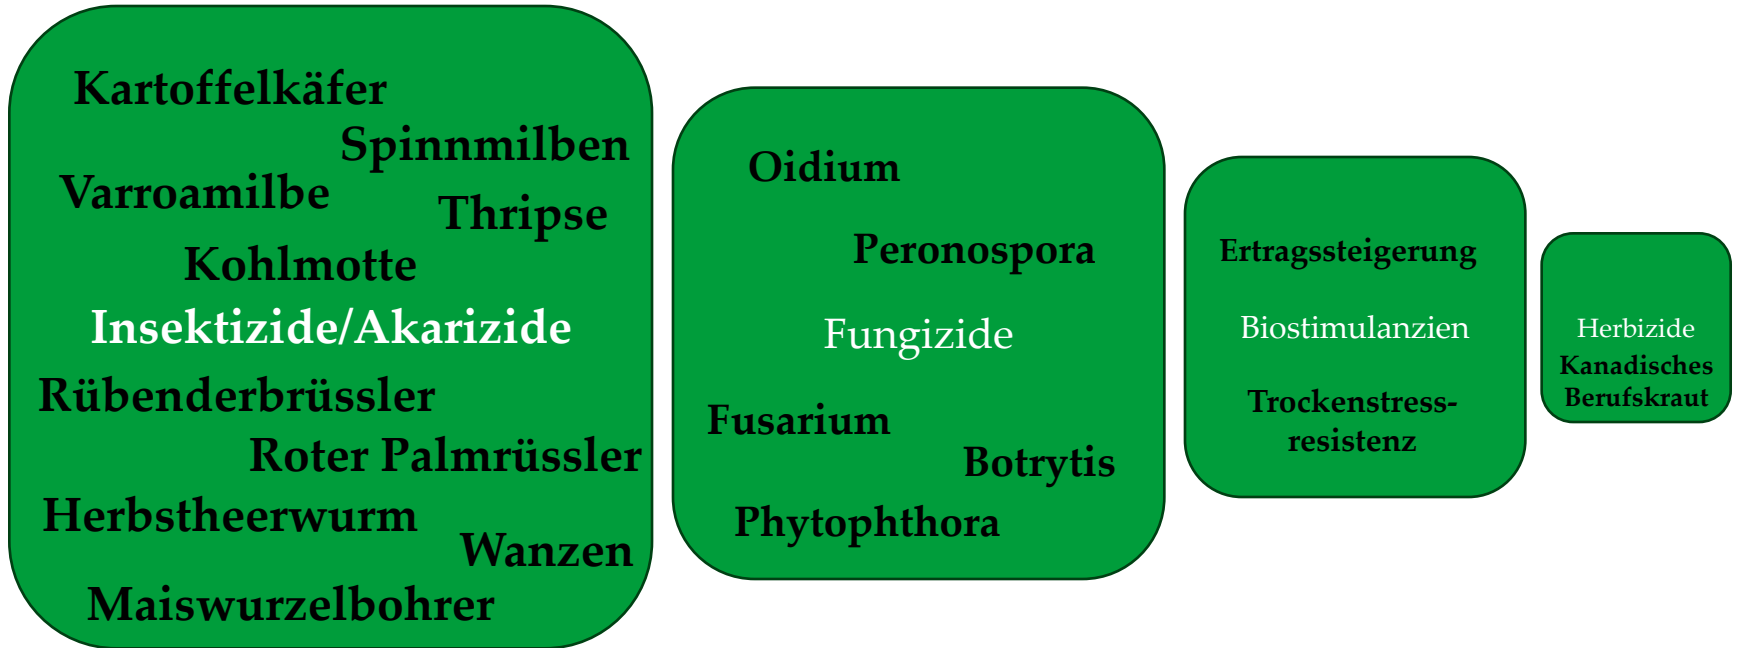 Kartoffelkäfer
Spinnmilben
Varroamilbe
Thripse
Kohlmotte
Insektizide/Akarizide
Rübenderbrüssler
Roter Palmrüssler
Herbstheerwurm
Wanzen
Maiswurzelbohrer
Oidium
Peronospora
Fungizide
Fusarium
Botrytis
Phytophthora
Ertragssteigerung
Biostimulanzien
Trockenstress-
resistenz
Herbizide
Kanadisches
Berufskraut